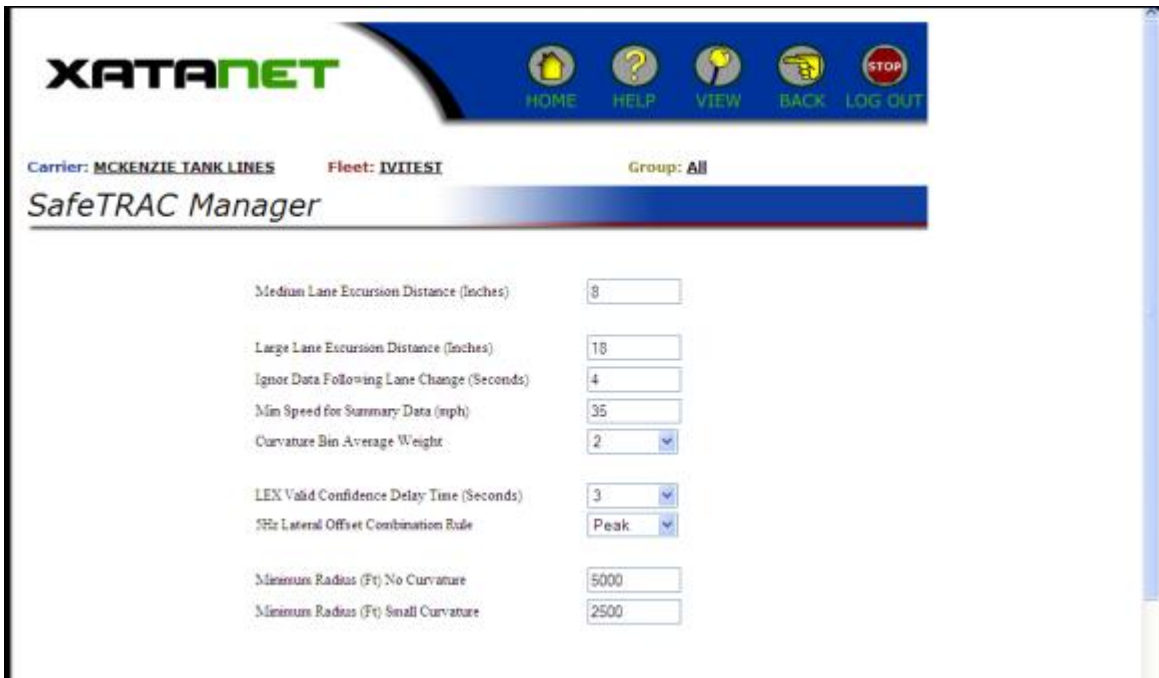 XATANET
HOME HELP VIEW BACK STOP LOG OUT
Carrier: MCKENZIE TANK LINES Fleet: IVITEST Group: All
SafeTRAC Manager
Medium Lane Excursion Distance (Inches) 8
Large Lane Excursion Distance (Inches) 18
Ignor Data Following Lane Change (Seconds) 4
Min Speed for Summary Data (mph) 35
Curvature Bin Average Weight 2
LEX Valid Confidence Delay Time (Seconds) 3
5Hz Lateral Offset Combination Rule Peak
Minimum Radius (Ft) No Curvature 5000
Minimum Radius (Ft) Small Curvature 2500